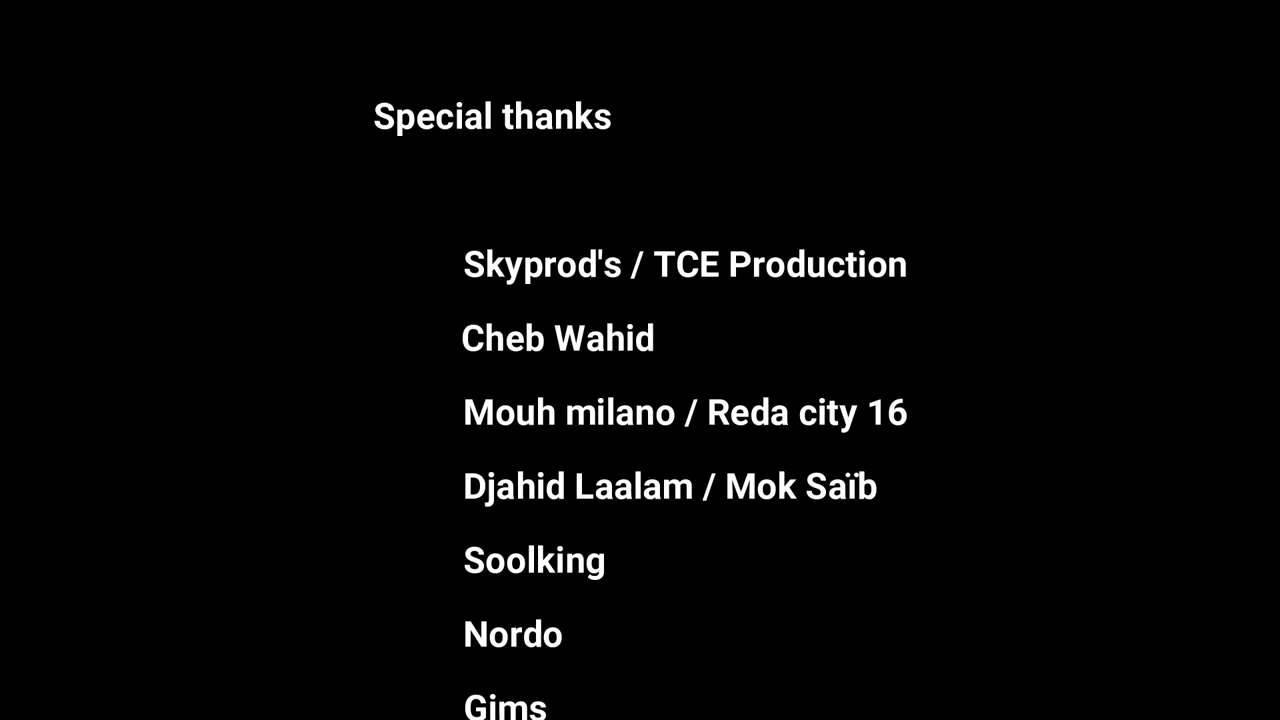 Special thanks
Skyprod's / TCE Production
Cheb Wahid
Mouh milano / Reda city 16
Djahid Laalam / Mok Saïb
Soolking
Nordo
Gims